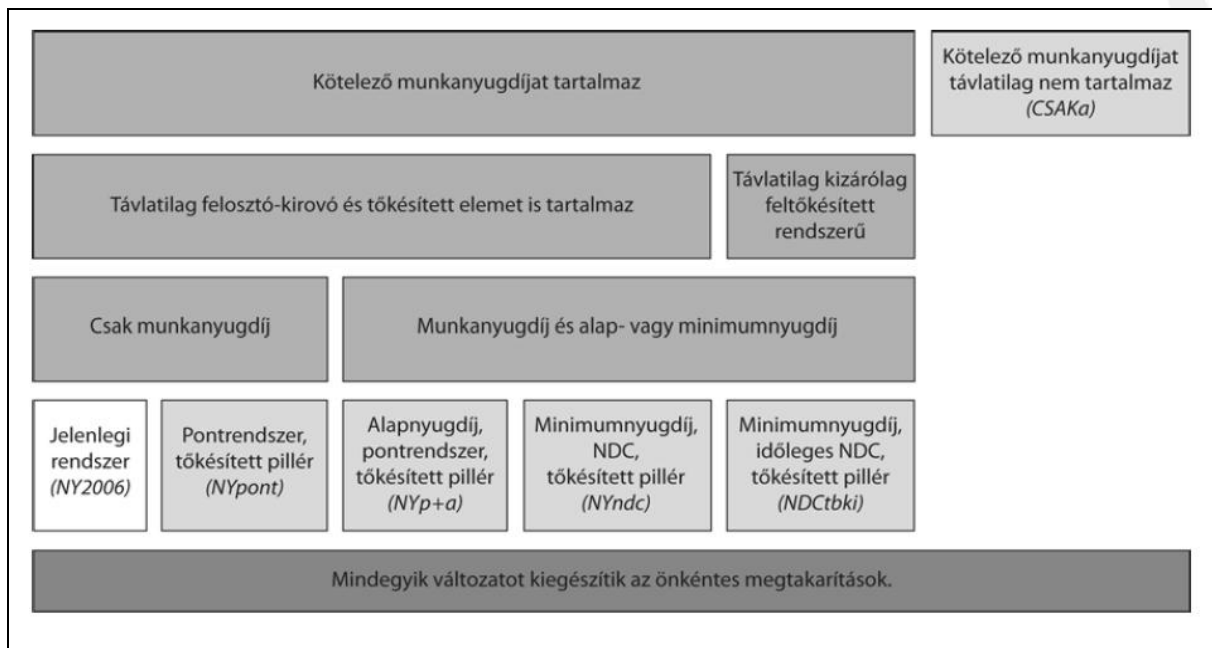 Kötelező munkanyugdíjat tartalmaz
Kötelező munkanyugdíjat
távlatilag nem tartalmaz
(CSAKa)
Távlatilag felosztó-kirovó és tőkésített elemet is tartalmaz
Távlatilag kizárólag
feltőkésített
rendszerű
Csak munkanyugdíj
Munkanyugdíj és alap- vagy minimumnyugdíj
Jelenlegi
rendszer
(NY2006)
Pontrendszer,
tőkésített pillér
(NYpont)
Alapnyugdíj,
pontrendszer,
tőkésített pillér
(NYp+a)
Minimumnyugdíj,
NDC,
tőkésített pillér
(NYndc)
Minimumnyugdíj,
időleges NDC,
tőkésített pillér
(NDCtbki)
Mindegyik változatot kiegészítik az önkéntes megtakarítások.